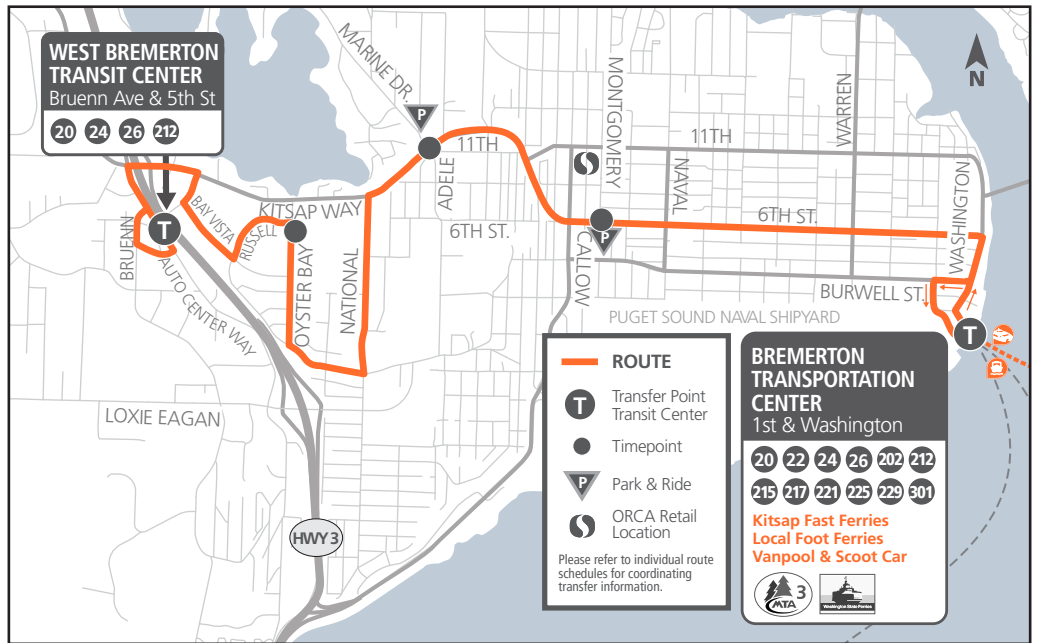 WEST BREMERTON
TRANSIT CENTER
Bruenn Ave & 5th St
20 24 26 212
MARINE DR.
P
MONTGOMERY
WARREN
N
11TH
11TH
ADELE
NAVAL
WASHINGTON
KITSAP WAY
BAY VISTA
RUSSELL
6TH ST.
6TH ST.
T
BRUENN
P
CALLOW
AUTO CENTER WAY
OYSTER BAY
NATIONAL
BURWELL ST.
PUGET SOUND NAVAL SHIPYARD
T
LOXIE EAGAN
HWY 3
ROUTE
T
Transfer Point
Transit Center
Timepoint
P
Park & Ride
ORCA Retail
Location
Please refer to individual route
schedules for coordinating
transfer information.
BREMERTON
TRANSPORTATION
CENTER
1st & Washington
20 22 24 26 202 212
215 217 221 225 229 301
Kitsap Fast Ferries
Local Foot Ferries
Vanpool & Scoot Car
MTA 3
Washington State Ferries